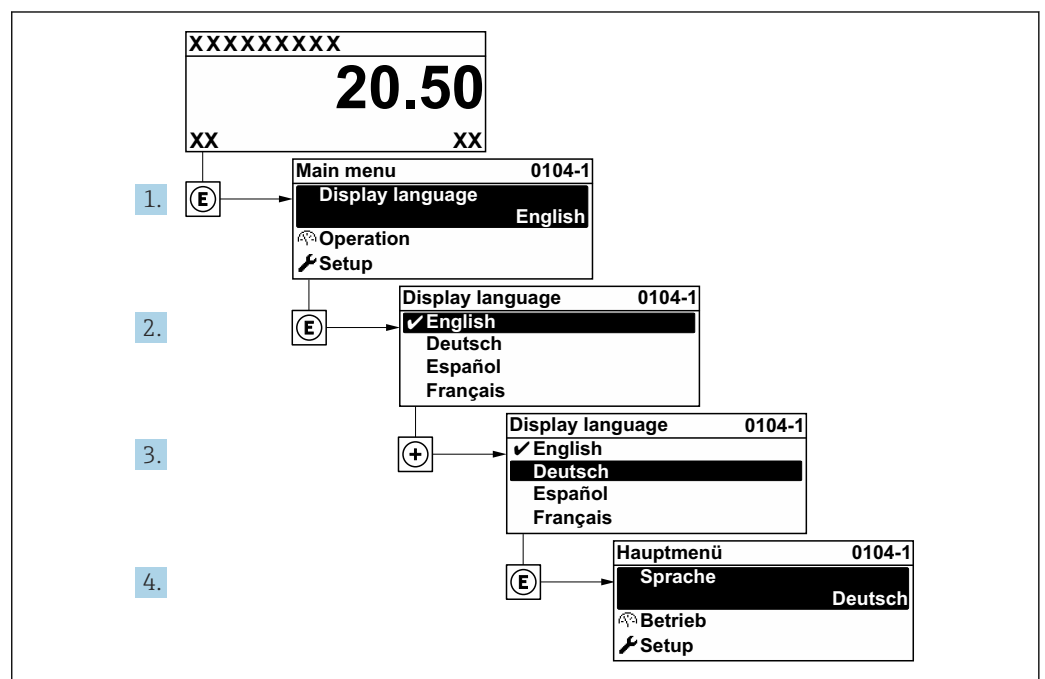 XXXXXXXXX
20.50
XX XX
1. E
Main menu 0104-1
Display language
English
Operation
Setup
2. E
Display language 0104-1
✔English
Deutsch
Español
Français
3. +
Display language 0104-1
✔English
Deutsch
Español
Français
4. E
Hauptmenü 0104-1
Sprache
Deutsch
Betrieb
Setup